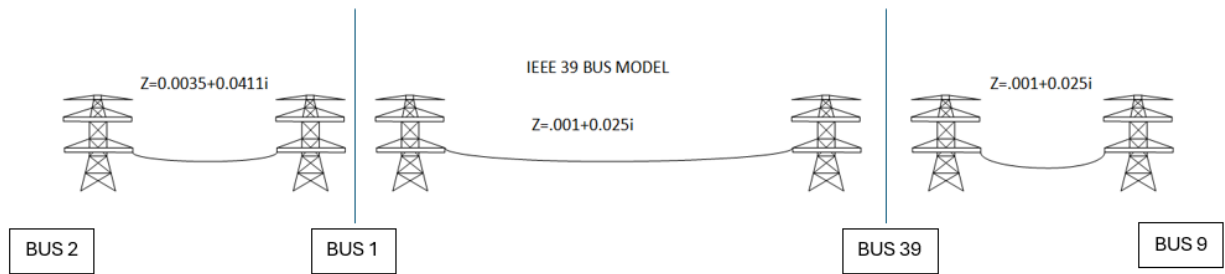 IEEE 39 BUS MODEL
Z=0.0035+0.0411i
Z=.001+0.025i
Z=.001+0.025i
BUS 2
BUS 1
BUS 39
BUS 9